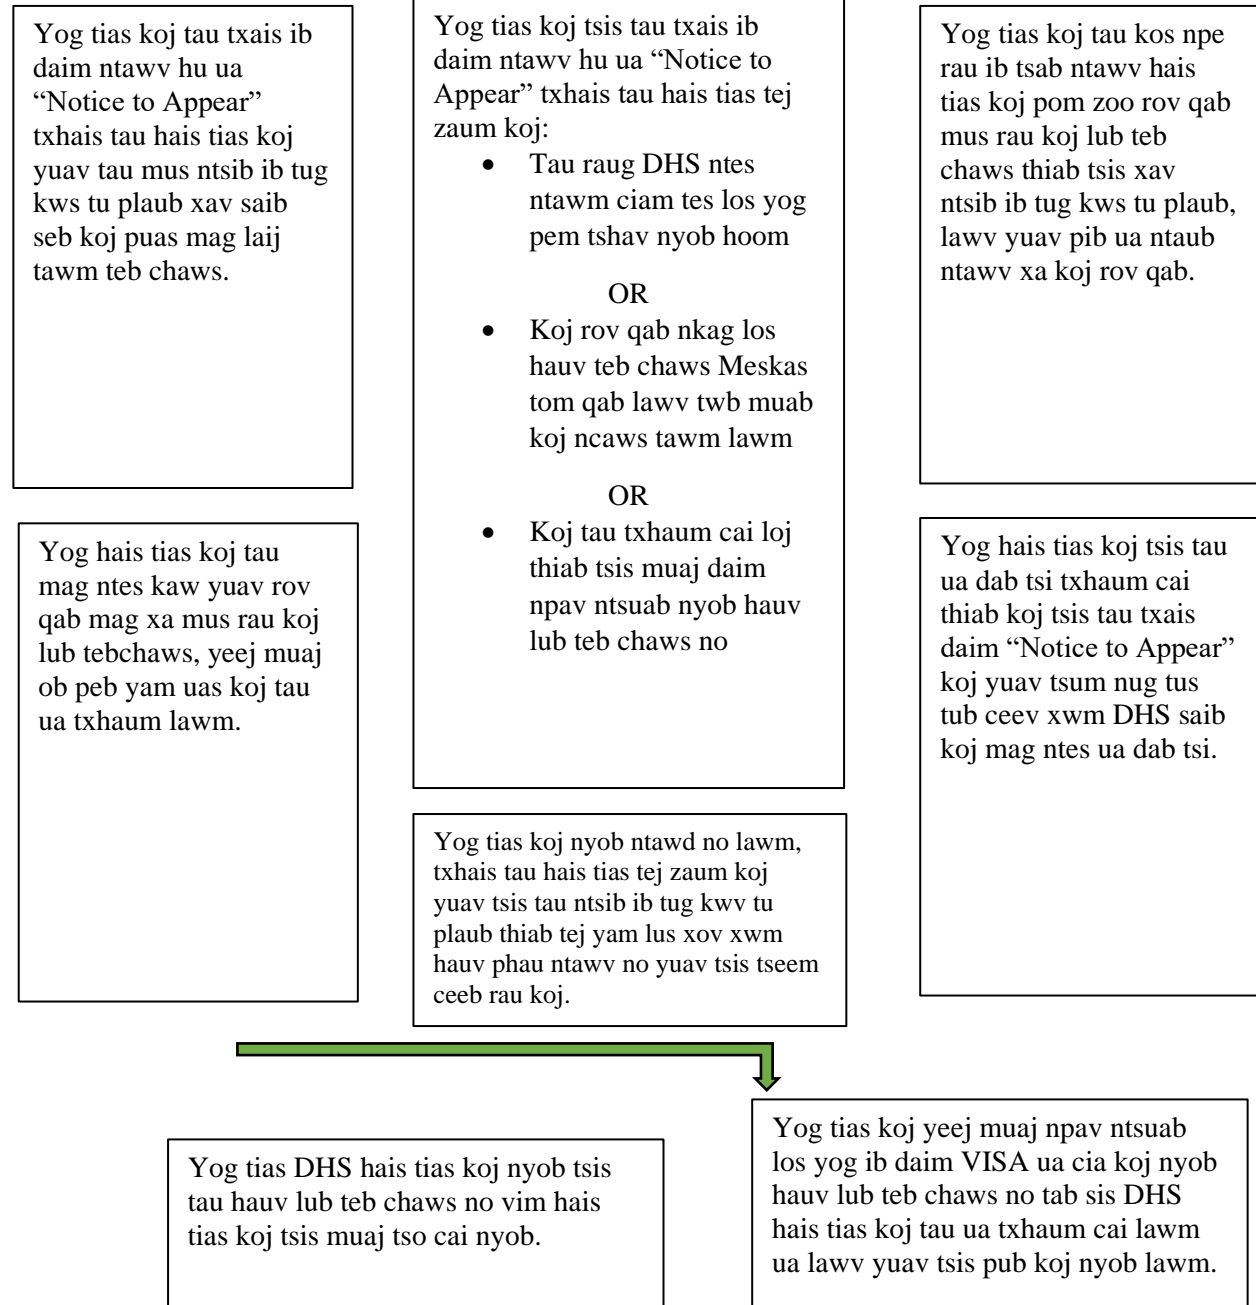 Yog tias koj tau txais ib
daim ntawv hu ua
“Notice to Appear”
txhais tau hais tias koj
yuav tau mus ntsib ib tug
kws tu plaub xav saib
seb koj puas mag laij
tawm teb chaws.
Yog tias koj tsis tau txais ib
daim ntawv hu ua “Notice to
Appear” txhais tau hais tias tej
zaum koj:
• Tau raug DHS ntes
ntawm ciam tes los yog
pem tshav nyob hoom
OR
• Koj rov qab nkag los
hauv teb chaws Meskas
tom qab lawv twb muab
koj ncaws tawm lawm
OR
• Koj tau txhaum cai loj
thiab tsis muaj daim
npav ntsuab nyob hauv
lub teb chaws no
Yog tias koj tau kos npe
rau ib tsab ntawv hais
tias koj pom zoo rov qab
mus rau koj lub teb
chaws thiab tsis xav
ntsib ib tug kws tu plaub,
lawv yuav pib ua ntaub
ntawv xa koj rov qab.
Yog hais tias koj tau
mag ntes kaw yuav rov
qab mag xa mus rau koj
lub tebchaws, yeej muaj
ob peb yam uas koj tau
ua txhaum lawm.
Yog hais tias koj tsis tau
ua dab tsi txhaum cai
thiab koj tsis tau txais
daim “Notice to Appear”
koj yuav tsum nug tus
tub ceev xwm DHS saib
koj mag ntes ua dab tsi.
Yog tias koj nyob ntawd no lawm,
txhais tau hais tias tej zaum koj
yuav tsis tau ntsib ib tug kwv tu
plaub thiab tej yam lus xov xwm
hauv phau ntawv no yuav tsis tseem
ceeb rau koj.
Yog tias DHS hais tias koj nyob tsis
tau hauv lub teb chaws no vim hais
tias koj tsis muaj tso cai nyob.
Yog tias koj yeej muaj npav ntsuab
los yog ib daim VISA ua cia koj nyob
hauv lub teb chaws no tab sis DHS
hais tias koj tau ua txhaum cai lawm
ua lawv yuav tsis pub koj nyob lawm.